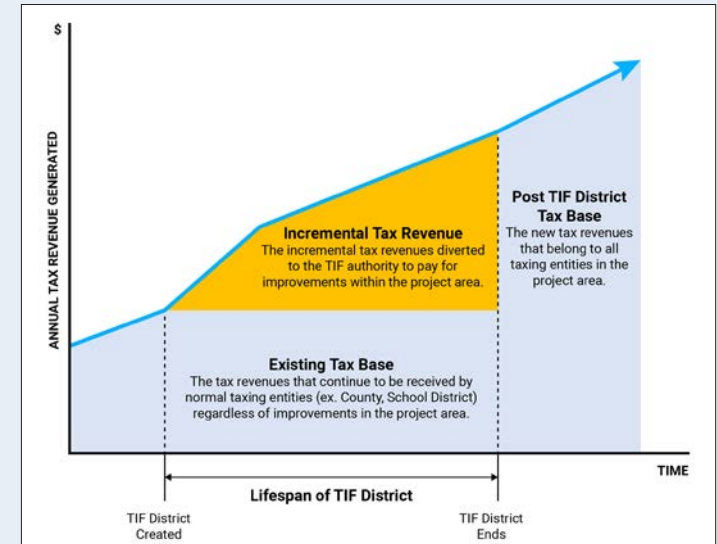 $
ANNUAL TAX REVENUE GENERATED
Incremental Tax Revenue
The incremental tax revenues diverted
to the TIF authority to pay for
improvements within the project area.
Post TIF District
Tax Base
The new tax revenues
that belong to all
taxing entities in the
project area.
Existing Tax Base
The tax revenues that continue to be received by
normal taxing entities (ex. County, School District)
regardless of improvements in the project area.
TIME
Lifespan of TIF District
TIF District
Created
TIF District
Ends